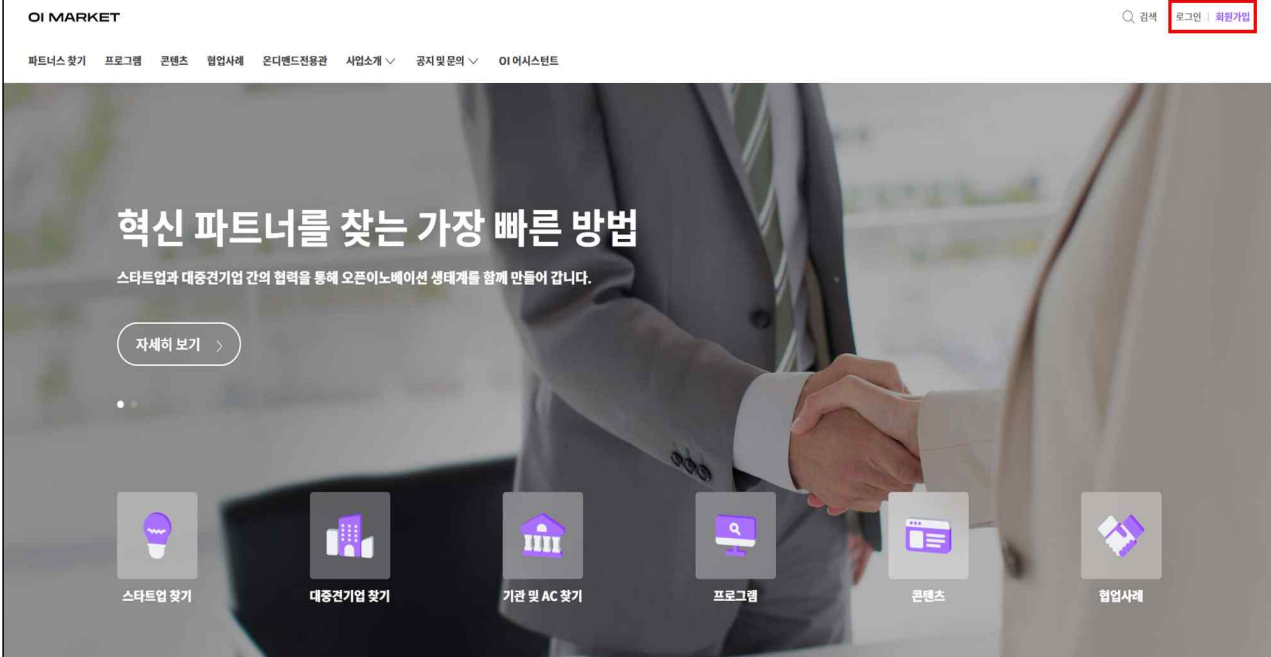 OI MARKET
검색 로그인 | 회원가입
파트너스 찾기 프로그램 콘텐츠 협업사례 온디맨드전용관 사업소개 공지 및 문의 OI 어시스턴트
혁신 파트너를 찾는 가장 빠른 방법
스타트업과 대중견기업 간의 협력을 통해 오픈이노베이션 생태계를 함께 만들어 갑니다.
자세히 보기
스타트업 찾기 대중견기업 찾기 기관 및 AC 찾기 프로그램 콘텐츠 협업사례